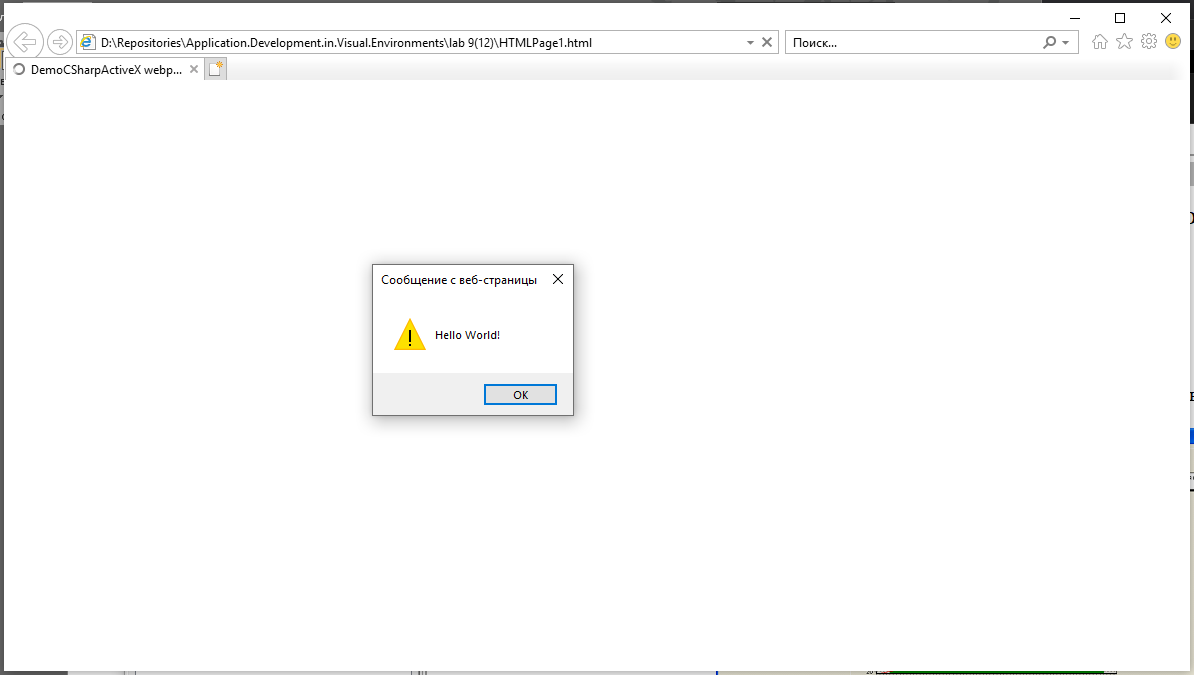 D:\Repositories\Application.Development.in.Visual.Environments\lab 9(12)\HTMLPage1.html
Поиск...
DemoCSharpActiveX webp...
Сообщение с веб-страницы
Hello World!
OK